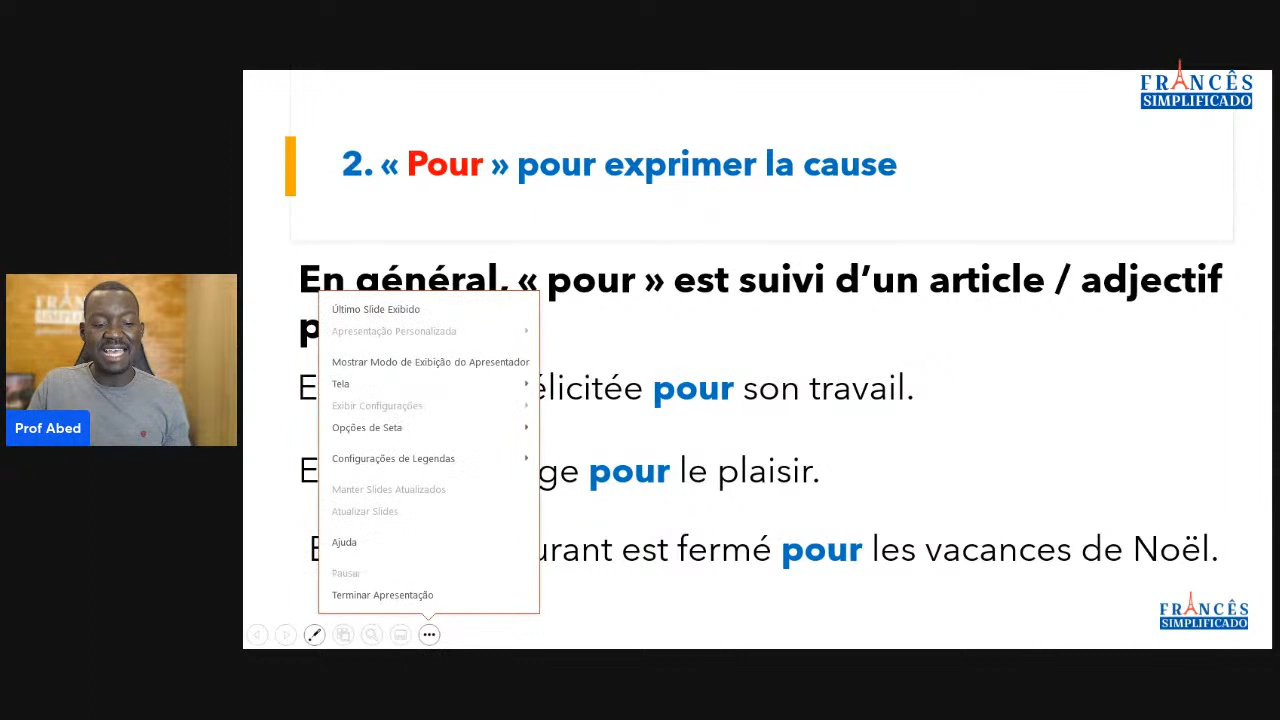 FRANCÊS
SIMPLIFICADO
2. « Pour » pour exprimer la cause
En général, « pour » est suivi d’un article / adjectif
pour son travail.
pour le plaisir.
est fermé pour les vacances de Noël.
Último Slide Exibido
Apresentação Personalizada
Mostrar Modo de Exibição do Apresentador
Tela
Exibir Configurações
Opções de Seta
Configurações de Legendas
Manter Slides Atualizados
Atualizar Slides
Ajuda
Pausar
Terminar Apresentação
Prof Abed
FRANCÊS
SIMPLIFICADO